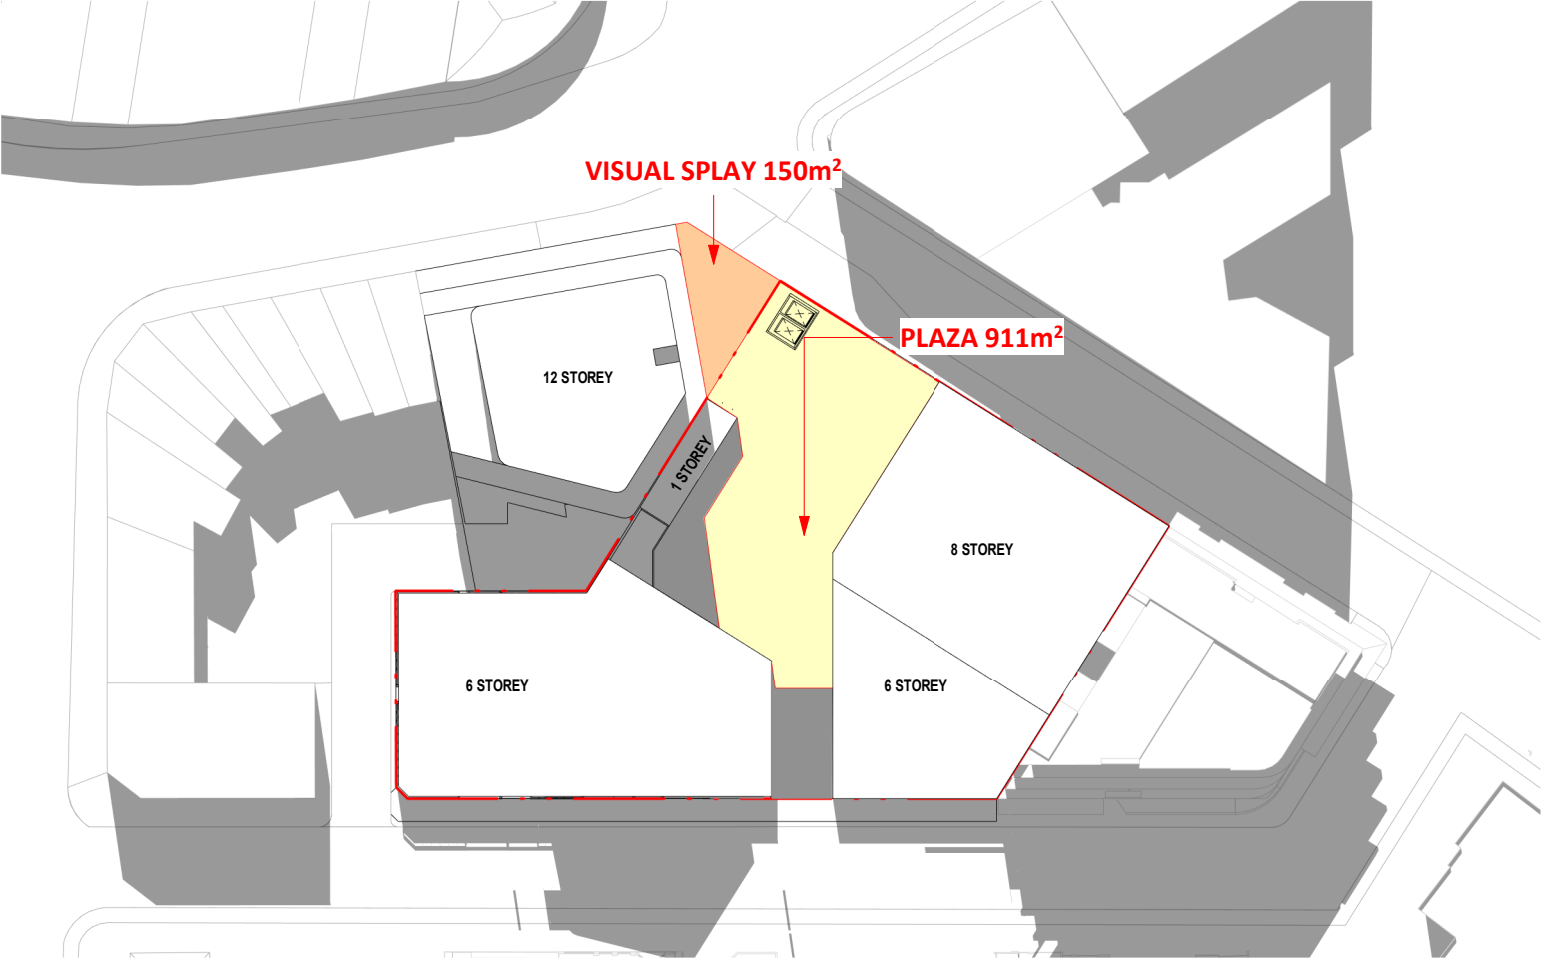 VISUAL SPLAY 150m²
PLAZA 911m²
12 STOREY
1 STOREY
8 STOREY
6 STOREY
6 STOREY